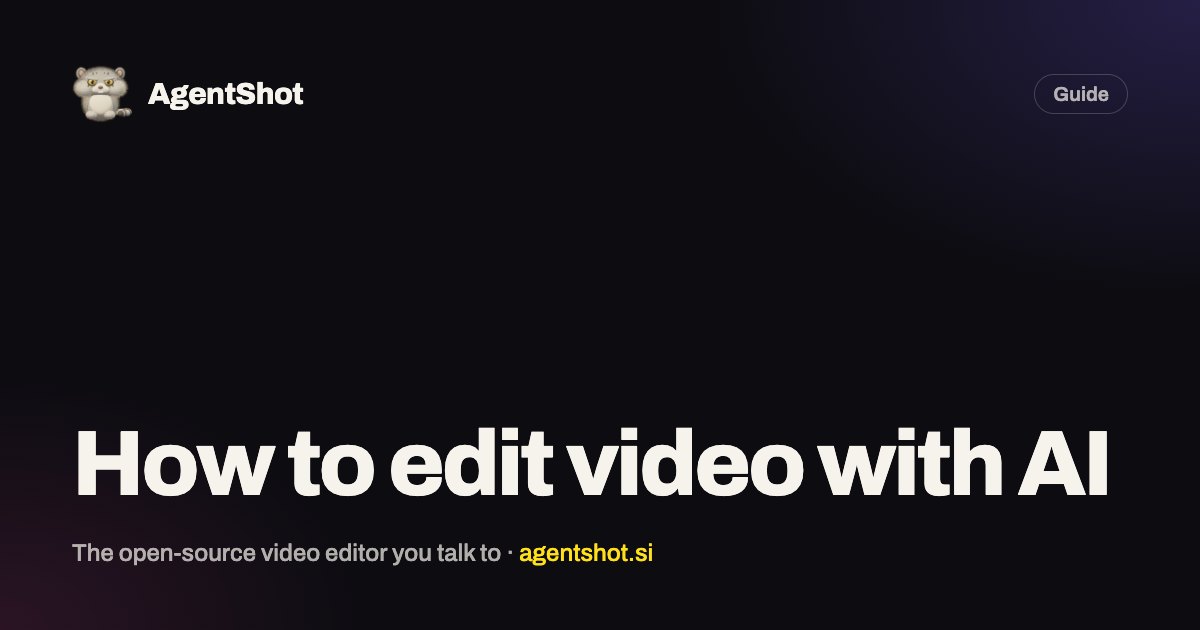 AgentShot
Guide
How to edit video with AI
The open-source video editor you talk to · agentshot.si